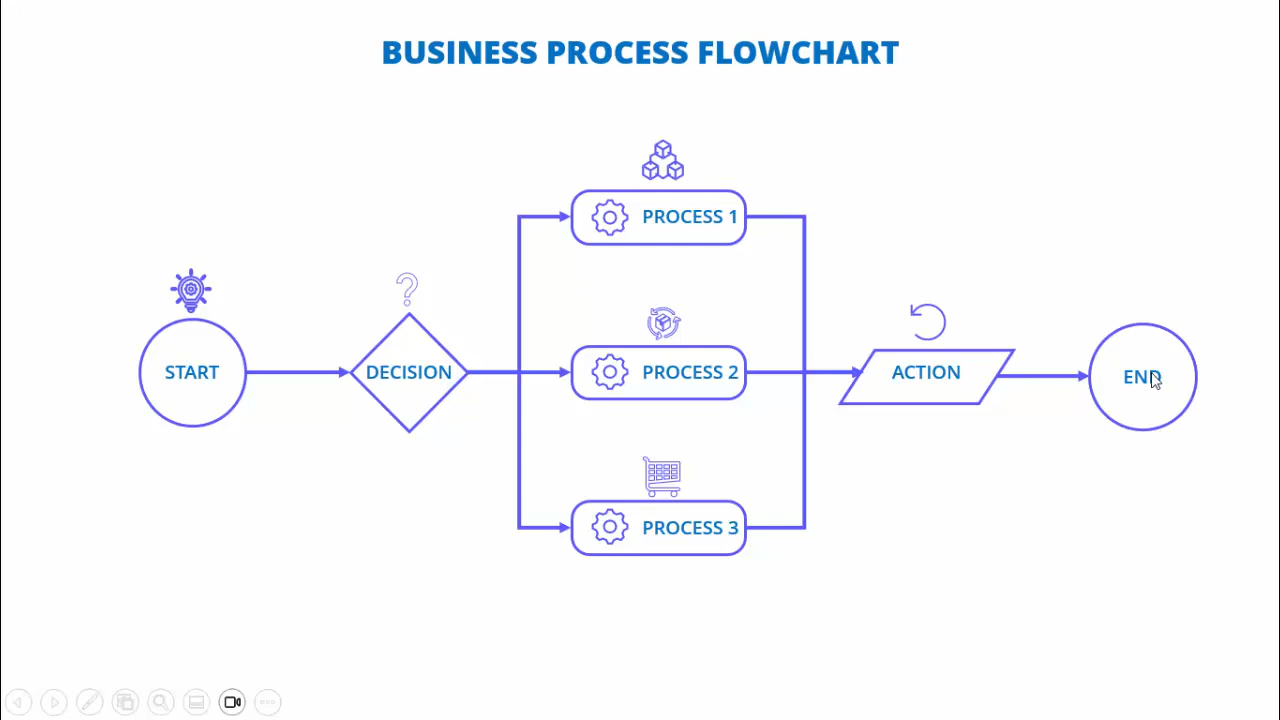 BUSINESS PROCESS FLOWCHART
START
?
DECISION
PROCESS 1
PROCESS 2
PROCESS 3
ACTION
END